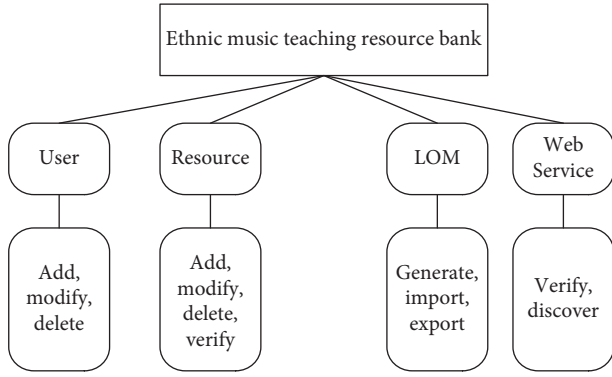 Ethnic music teaching resource bank
User
Resource
LOM
Web
Service
Add,
modify,
delete
Add,
modify,
delete,
verify
Generate,
import,
export
Verify,
discover